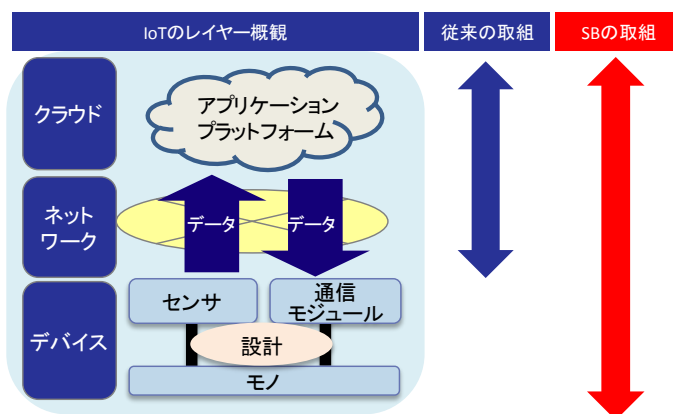 IoTのレイヤー概観
従来の取組
SBの取組
クラウド
アプリケーション
プラットフォーム
ネット
ワーク
データ
データ
デバイス
センサ
通信
モジュール
設計
モノ